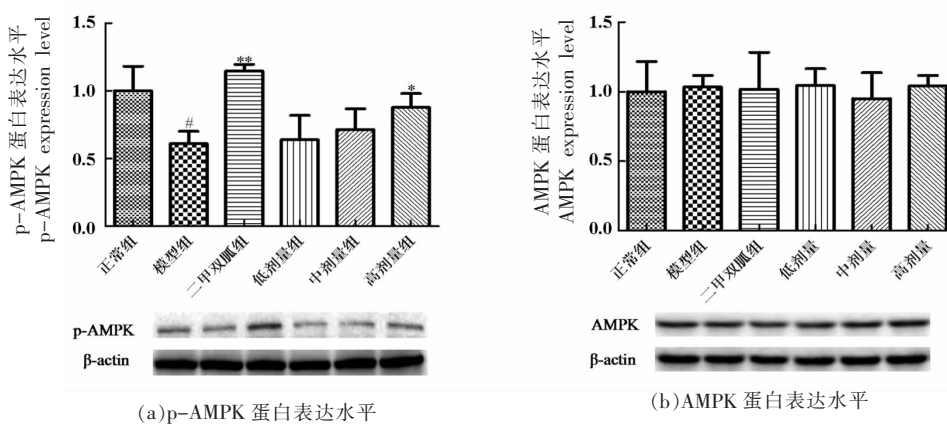 p-AMPK 蛋白表达水平
p-AMPK expression level
1.5
1.0
0.5
0.0
#
**
*
正常组
模型组
二甲双胍组
低剂量组
中剂量组
高剂量组
p-AMPK
β-actin
(a)p-AMPK 蛋白表达水平
AMPK 蛋白表达水平
AMPK expression level
1.5
1.0
0.5
0.0
正常组
模型组
二甲双胍组
低剂量
中剂量
高剂量
AMPK
β-actin
(b)AMPK 蛋白表达水平